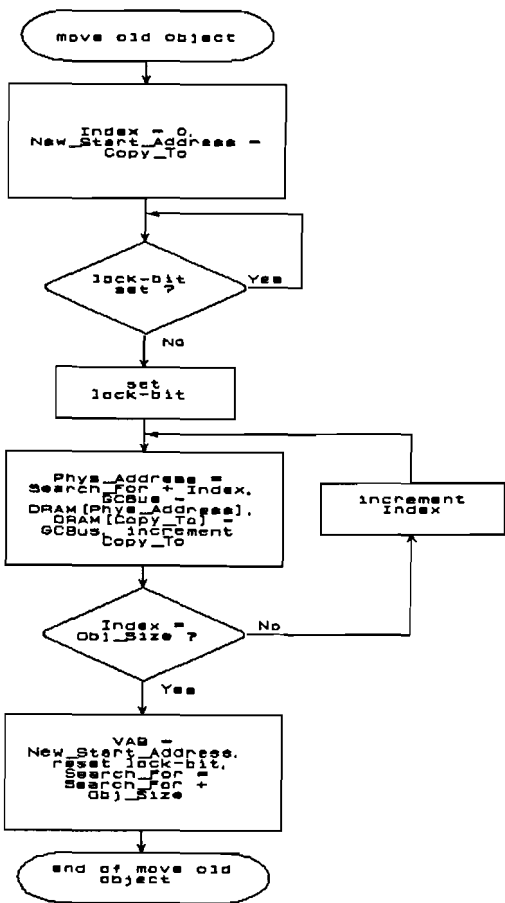 move old object
Index = 0,
New_Start_Address =
Copy_To
lock-bit
set ?
Yes
No
set
lock-bit
Phys_Address =
Search_For + Index,
GCBus =
DRAM[Phys_Address],
DRAM[Copy_To] =
GCBus, increment
Copy_To
increment
Index
Index =
Obj_Size ?
No
Yes
VAB =
New_Start_Address,
reset lock-bit,
Search_For =
Search_For +
Obj_Size
end of move old
object